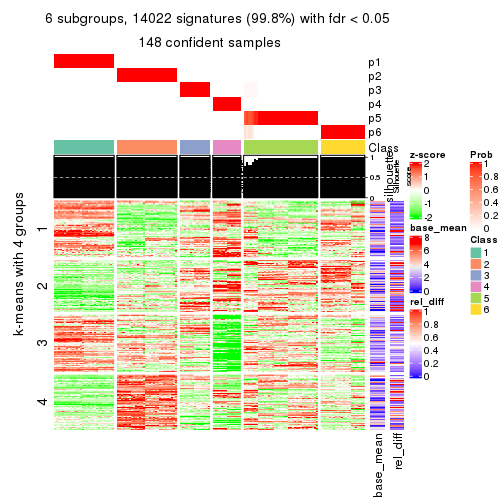 6 subgroups, 14022 signatures (99.8%) with fdr < 0.05
148 confident samples
p1
p2
p3
p4
p5
p6
Class
1
0.5
0
silhouette
Silhouette
score
k-means with 4 groups
1
2
3
4
base_mean
rel_diff
z-score
2
1
0
-1
-2
base_mean
8
6
4
2
0
rel_diff
1
0.8
0.6
0.4
0.2
0
Prob
1
0.8
0.6
0.4
0.2
0
Class
1
2
3
4
5
6